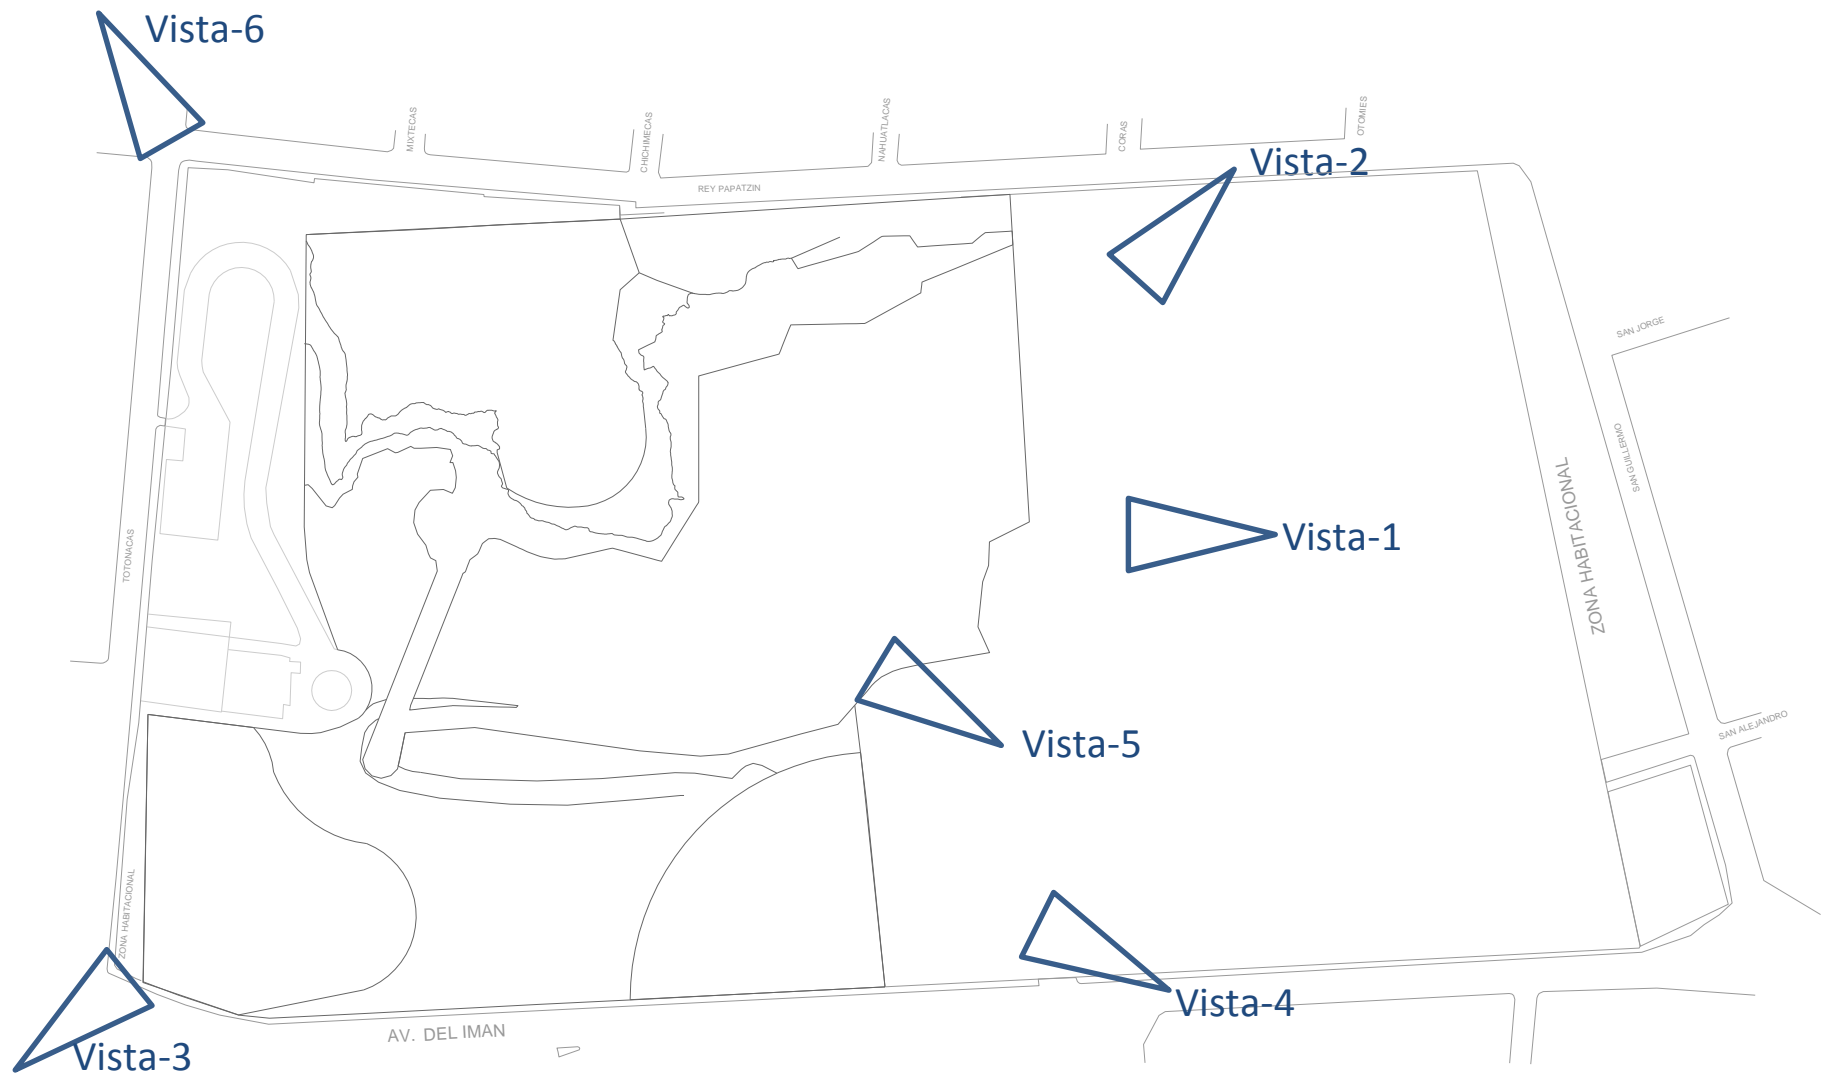 Vista-6
MIXTECAS
CHICHIMECAS
NAHUATLACAS
CORAS
OTOMIES
Vista-2
REY PAPATZIN
SAN JORGE
SAN GUILLERMO
ZONA HABITACIONAL
Vista-1
TOTONACAS
SAN ALEJANDRO
Vista-5
ZONA HABITACIONAL
Vista-4
AV. DEL IMAN
Vista-3